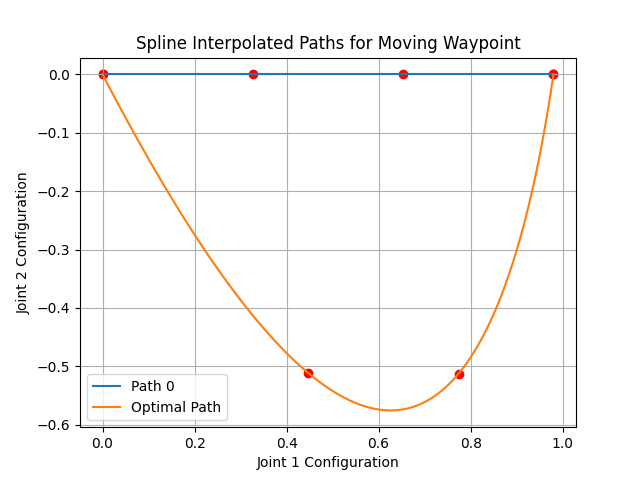 Spline Interpolated Paths for Moving Waypoint
0.0
−0.1
−0.2
−0.3
−0.4
−0.5
−0.6
Joint 2 Configuration
Path 0
Optimal Path
0.0 0.2 0.4 0.6 0.8 1.0
Joint 1 Configuration